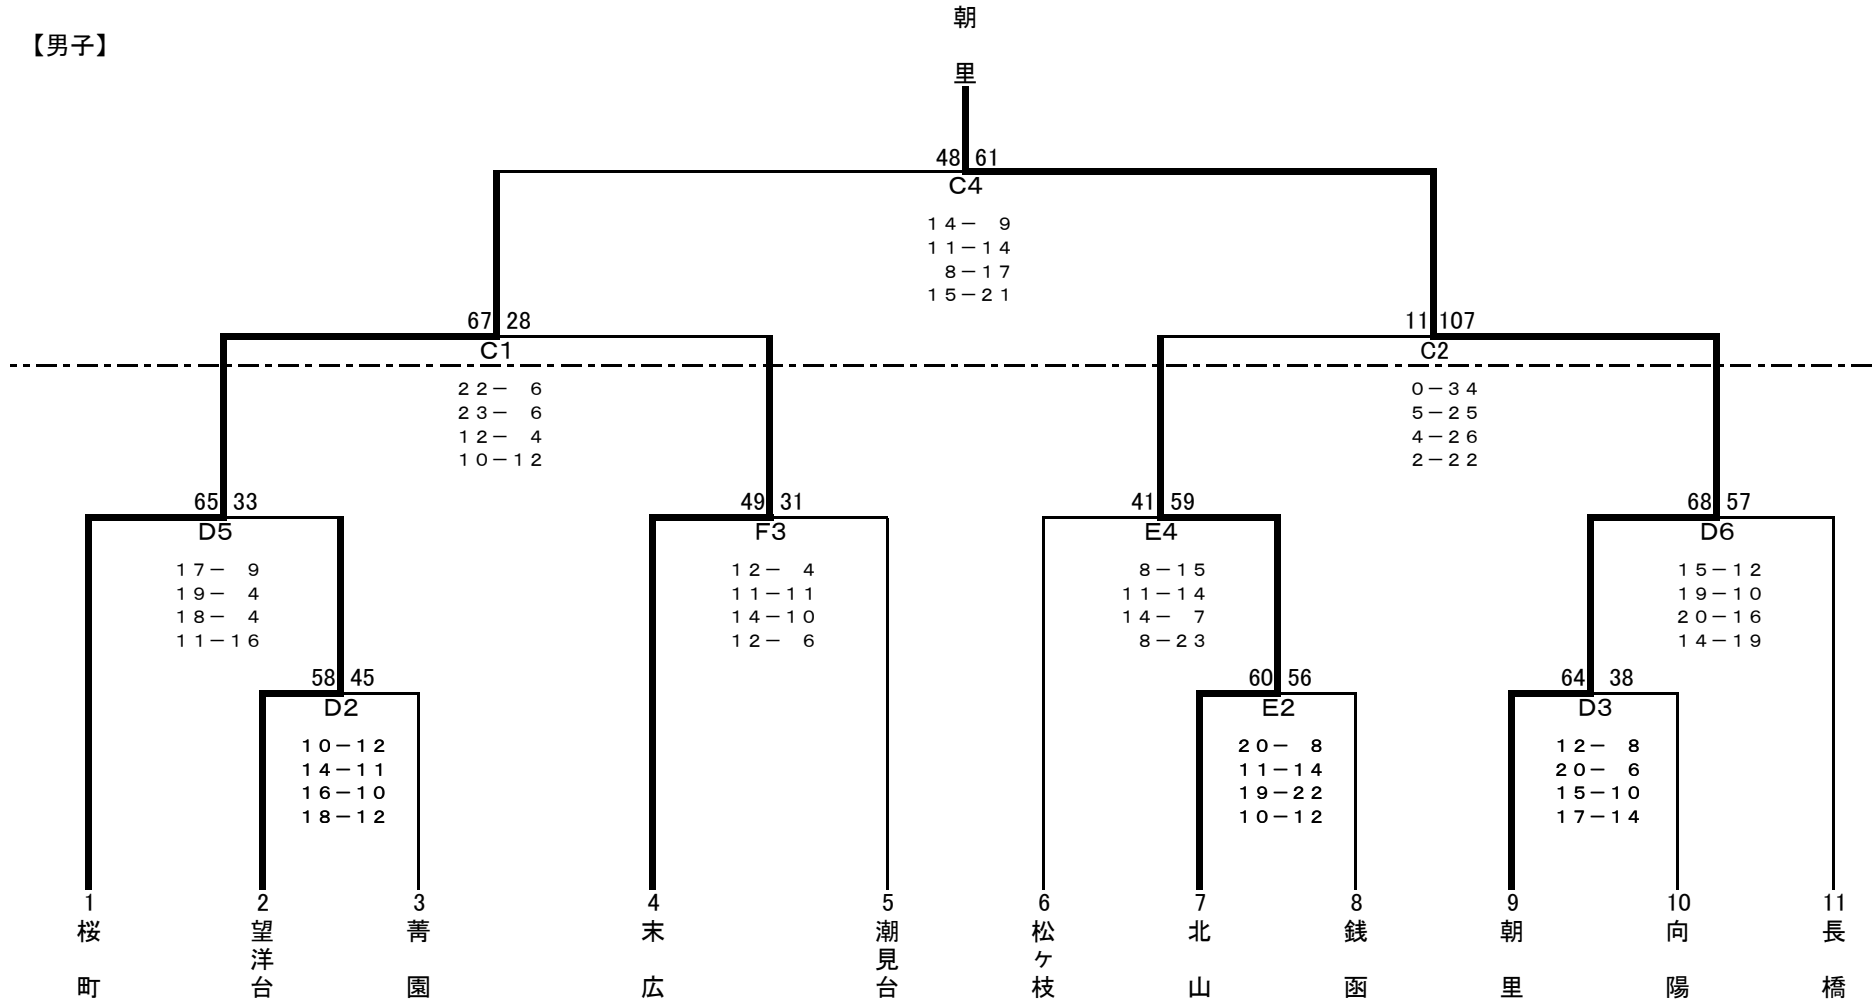 朝里
【男子】
48 61
C4
14－ 9
11－14
8－17
15－21
67 28
C1
22－ 6
23－ 6
12－ 4
10－12
11 107
C2
0－34
5－25
4－26
2－22
65 33
D5
17－ 9
19－ 4
18－ 4
11－16
49 31
F3
12－ 4
11－11
14－10
12－ 6
41 59
E4
8－15
11－14
14－ 7
8－23
68 57
D6
15－12
19－10
20－16
14－19
58 45
D2
10－12
14－11
16－10
18－12
60 56
E2
20－ 8
11－14
19－22
10－12
64 38
D3
12－ 8
20－ 6
15－10
17－14
1
桜町
2
望洋台
3
菁園
4
末広
5
潮見台
6
松ヶ枝
7
北山
8
銭函
9
朝里
10
向陽
11
長橋